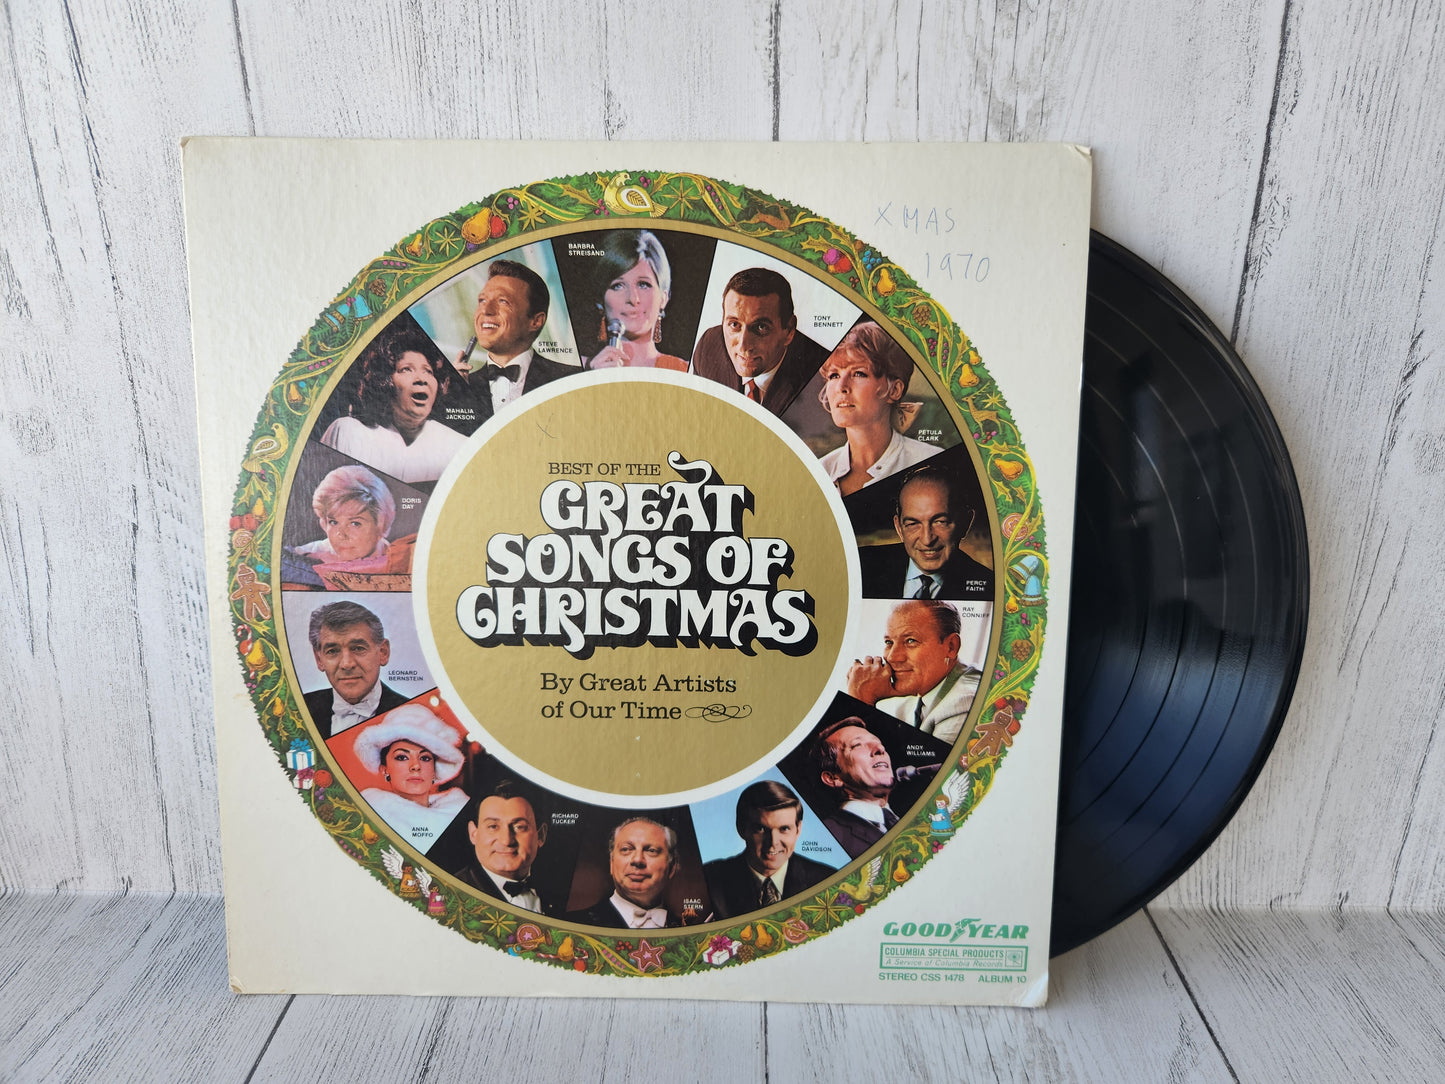 XMAS
1970
BARBRA
STREISAND
STEVE
LAWRENCE
TONY
BENNETT
MAHALIA
JACKSON
PETULA
CLARK
DORIS
DAY
PERCY
FAITH
LEONARD
BERNSTEIN
RAY
CONNIFF
ANNA
MOFFO
ANDY
WILLIAMS
RICHARD
TUCKER
JOHN
DAVIDSON
ISAAC
STERN
BEST OF THE
GREAT
SONGS OF
CHRISTMAS
By Great Artists
of Our Time
GOODYEAR
COLUMBIA SPECIAL PRODUCTS
A Service of Columbia Records
STEREO CSS 1478 ALBUM 10